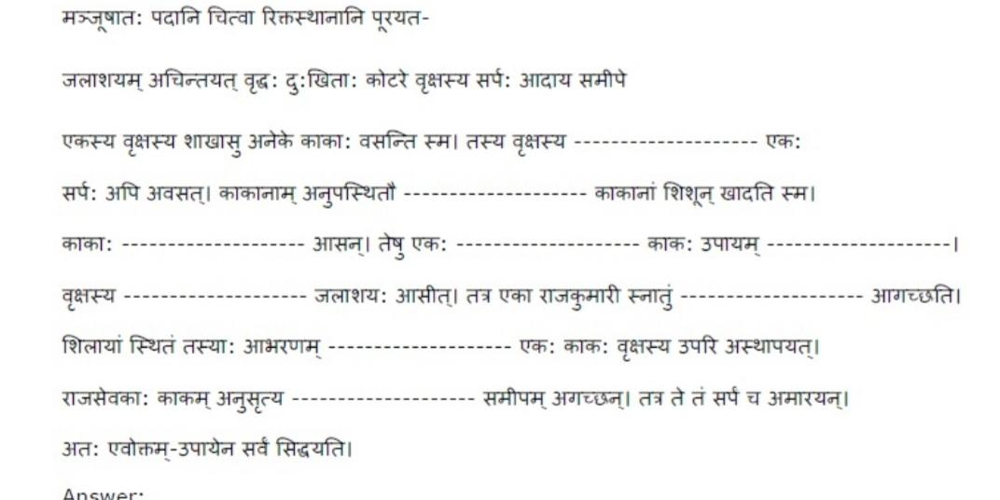 मञ्जूषात: पदानि चित्वा रिक्तस्थानानि पूरयत-
जलाशयम् अचिन्तयत् वृद्ध: दु:खिता: कोटरे वृक्षस्य सर्प: आदाय समीपे
एकस्य वृक्षस्य शाखासु अनेके काका: वसन्ति स्म। तस्य वृक्षस्य -------------------- एक:
सर्प: अपि अवसत्। काकानाम् अनुपस्थितौ -------------------- काकानां शिशून् खादति स्म।
काका: -------------------- आसन्। तेषु एक: -------------------- काक: उपायम् --------------------।
वृक्षस्य -------------------- जलाशय: आसीत्। तत्र एका राजकुमारी स्नातुं -------------------- आगच्छति।
शिलायां स्थितं तस्या: आभरणम् -------------------- एक: काक: वृक्षस्य उपरि अस्थापयत्।
राजसेवका: काकम् अनुसृत्य -------------------- समीपम् अगच्छन्। तत्र ते तं सर्पं च अमारयन्।
अत: एवोक्तम्-उपायेन सर्वं सिद्धयति।
Answer: